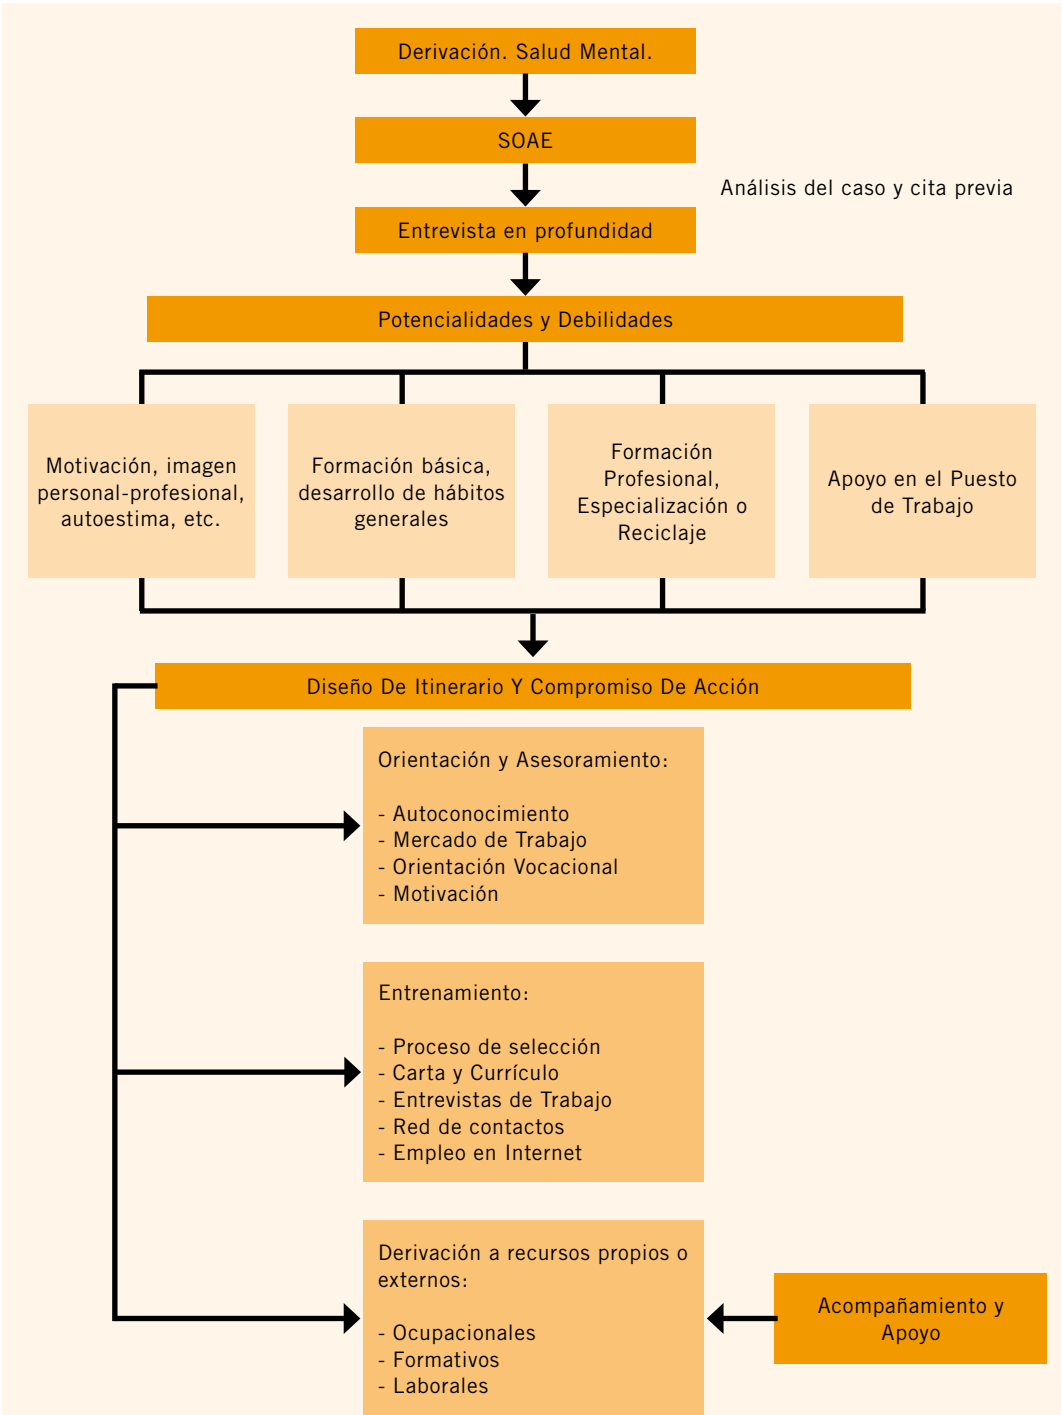 Derivación. Salud Mental.
SOAE
Análisis del caso y cita previa
Entrevista en profundidad
Potencialidades y Debilidades
Motivación, imagen
personal-profesional,
autoestima, etc.
Formación básica,
desarrollo de hábitos
generales
Formación
Profesional,
Especialización o
Reciclaje
Apoyo en el Puesto
de Trabajo
Diseño De Itinerario Y Compromiso De Acción
Orientación y Asesoramiento:
- Autoconocimiento
- Mercado de Trabajo
- Orientación Vocacional
- Motivación
Entrenamiento:
- Proceso de selección
- Carta y Currículo
- Entrevistas de Trabajo
- Red de contactos
- Empleo en Internet
Derivación a recursos propios o
externos:
- Ocupacionales
- Formativos
- Laborales
Acompañamiento y
Apoyo